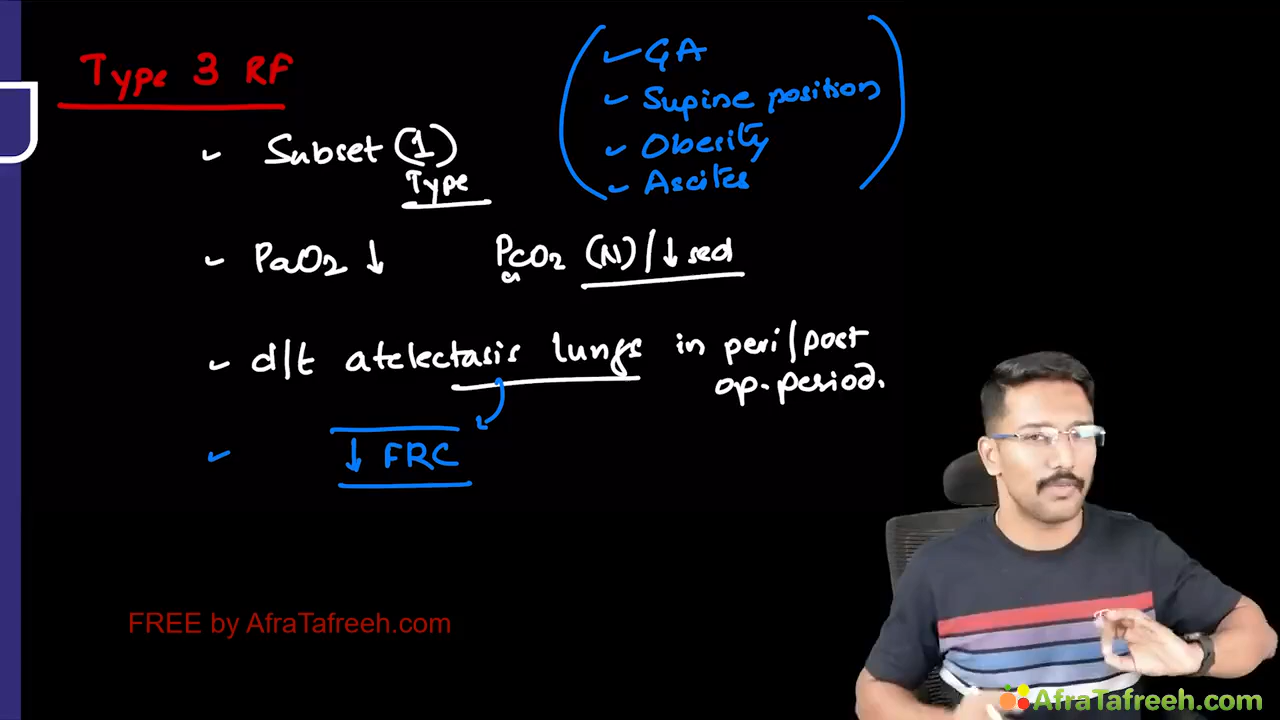 Type 3 RF
✓ GA
✓ Supine position
✓ Obesity
✓ Ascites
✓ Subset (1)
Type
✓ PaO2 ↓ PaCO2 (N)/↓sed
✓ d/t atelectasis lungs in peri/post
op. period.
✓ ↓ FRC
FREE by AfraTafreeh.com
AfraTafreeh.com